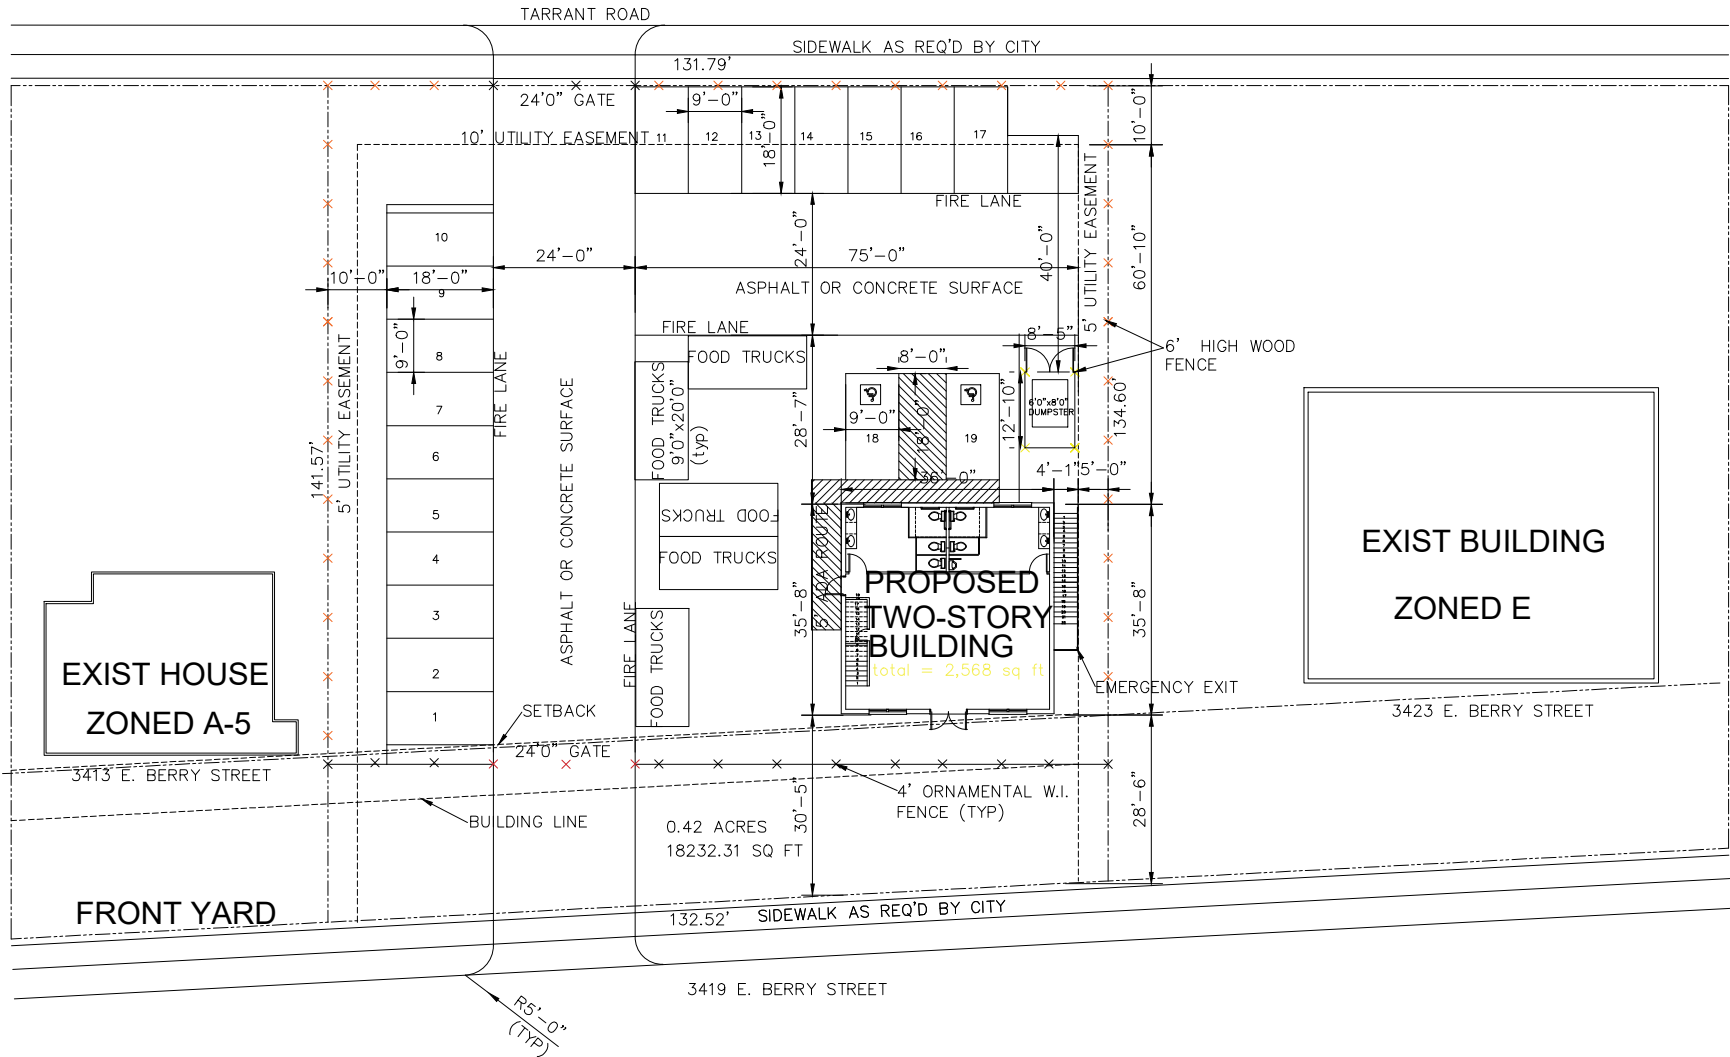 TARRANT ROAD
SIDEWALK AS REQ'D BY CITY
131.79'
24'0" GATE
9'-0"
10'-0"
10' UTILITY EASEMENT
11
12
13
14
15
16
17
18'-0"
5' UTILITY EASEMENT
FIRE LANE
10
24'-0"
24'-0"
75'-0"
40'-0"
60'-10"
10'-0"
18'-0"
9
ASPHALT OR CONCRETE SURFACE
FIRE LANE
8'-5"
6' HIGH WOOD
FENCE
9'-0"
8
FOOD TRUCKS
8'-0"
5' UTILITY EASEMENT
FIRE LANE
ASPHALT OR CONCRETE SURFACE
FOOD TRUCKS
9'0"x20'0"
(typ)
28'-7"
9'-0"
18
18'-0"
19
12'-10"
6'0"x8'0"
DUMPSTER
134.60'
7
6
141.57'
36'-0"
4'-1"
5'-0"
5
FOOD TRUCKS
4
FOOD TRUCKS
5' ADA ROUTE
EXIST BUILDING
ZONED E
35'-8"
PROPOSED
TWO-STORY
BUILDING
total = 2,568 sq ft
35'-8"
3
FIRE LANE
FOOD TRUCKS
EXIST HOUSE
ZONED A-5
2
1
EMERGENCY EXIT
3423 E. BERRY STREET
SETBACK
24'0" GATE
3413 E. BERRY STREET
4' ORNAMENTAL W.I.
FENCE (TYP)
30'-5"
28'-6"
BUILDING LINE
0.42 ACRES
18232.31 SQ FT
FRONT YARD
132.52'
SIDEWALK AS REQ'D BY CITY
3419 E. BERRY STREET
R5'-0"
(TYP)